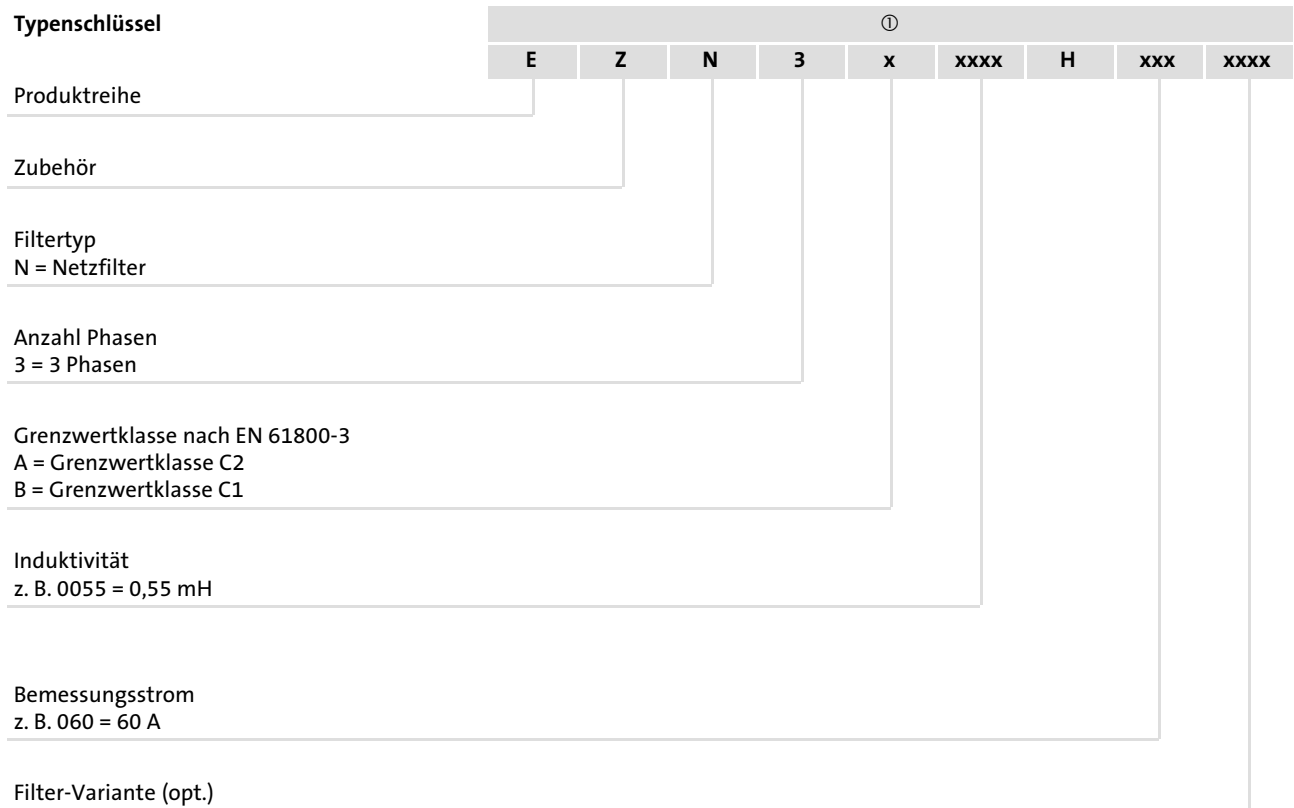 Typenschlüssel
①
E Z N 3 x xxxx H xxx xxxx
Produktreihe
Zubehör
Filtertyp
N = Netzfilter
Anzahl Phasen
3 = 3 Phasen
Grenzwertklasse nach EN 61800-3
A = Grenzwertklasse C2
B = Grenzwertklasse C1
Induktivität
z. B. 0055 = 0,55 mH
Bemessungsstrom
z. B. 060 = 60 A
Filter-Variante (opt.)